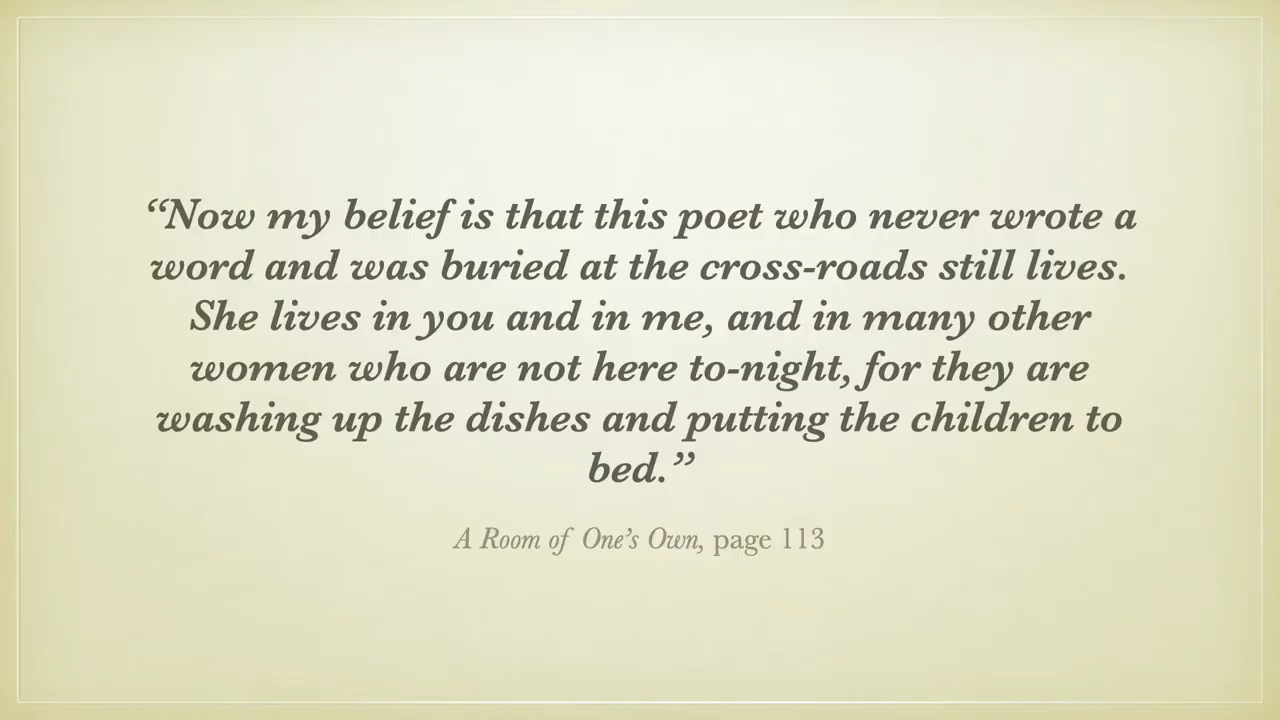 “Now my belief is that this poet who never wrote a
word and was buried at the cross-roads still lives.
She lives in you and in me, and in many other
women who are not here to-night, for they are
washing up the dishes and putting the children to
bed.”
A Room of One’s Own, page 113